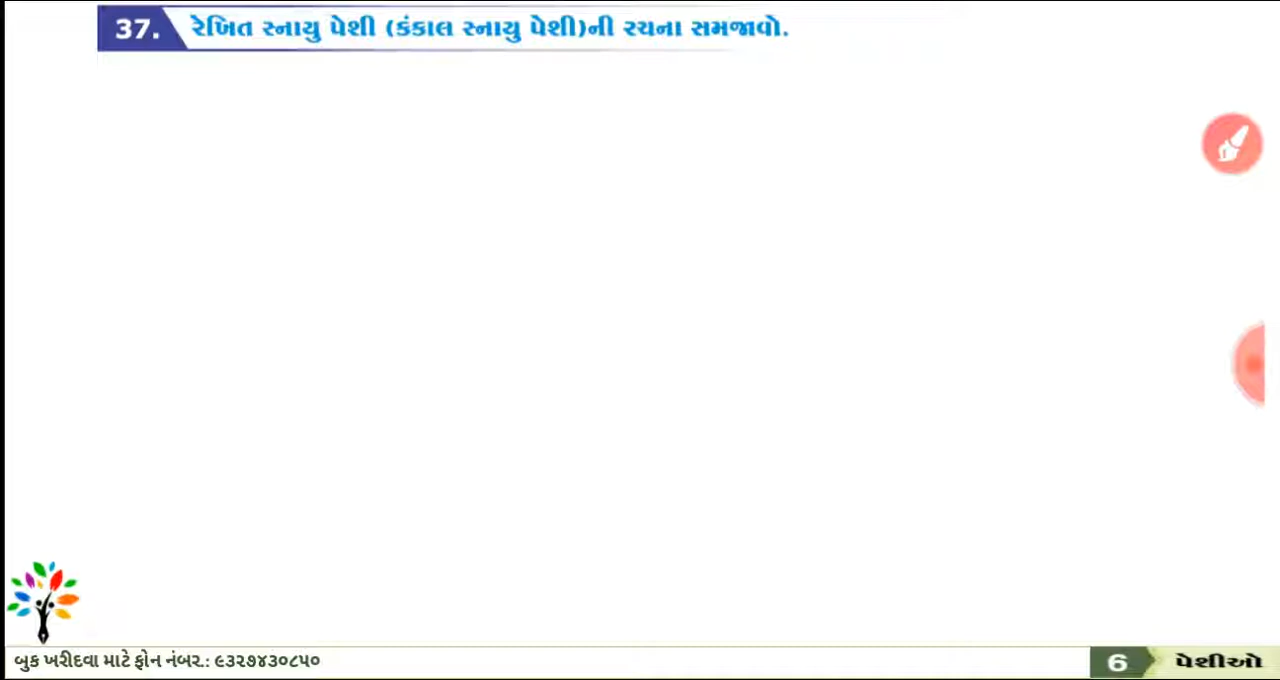 37. રેખિત સ્નાયુ પેશી (કંકાલ સ્નાયુ પેશી)ની રચના સમજાવો.
બુક ખરીદવા માટે ફોન નંબર.: ૯૩૨૭૪૩૦૮૫૦
6 પેશીઓ